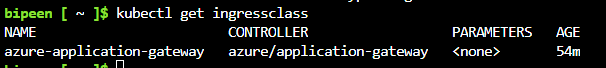 bipeen [ ~ ]$ kubectl get ingressclass
NAME CONTROLLER PARAMETERS AGE
azure-application-gateway azure/application-gateway <none> 54m
bipeen [ ~ ]$